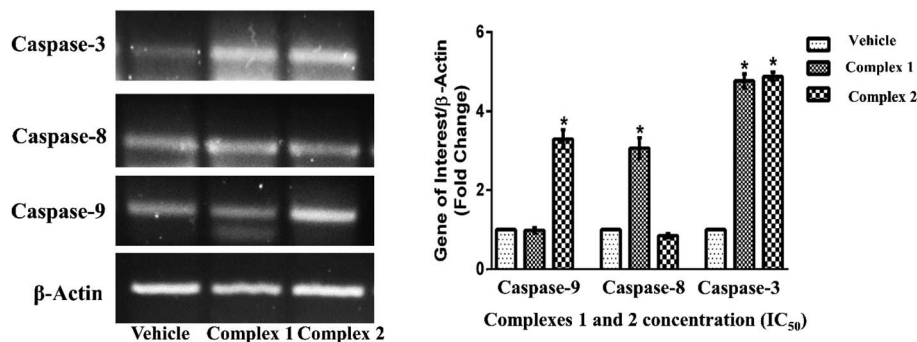 Caspase-3
Caspase-8
Caspase-9
β-Actin
Vehicle Complex 1 Complex 2
Gene of Interest/β-Actin
(Fold Change)
6
4
2
0
*
*
*
*
Caspase-9 Caspase-8 Caspase-3
Complexes 1 and 2 concentration (IC50)
Vehicle
Complex 1
Complex 2